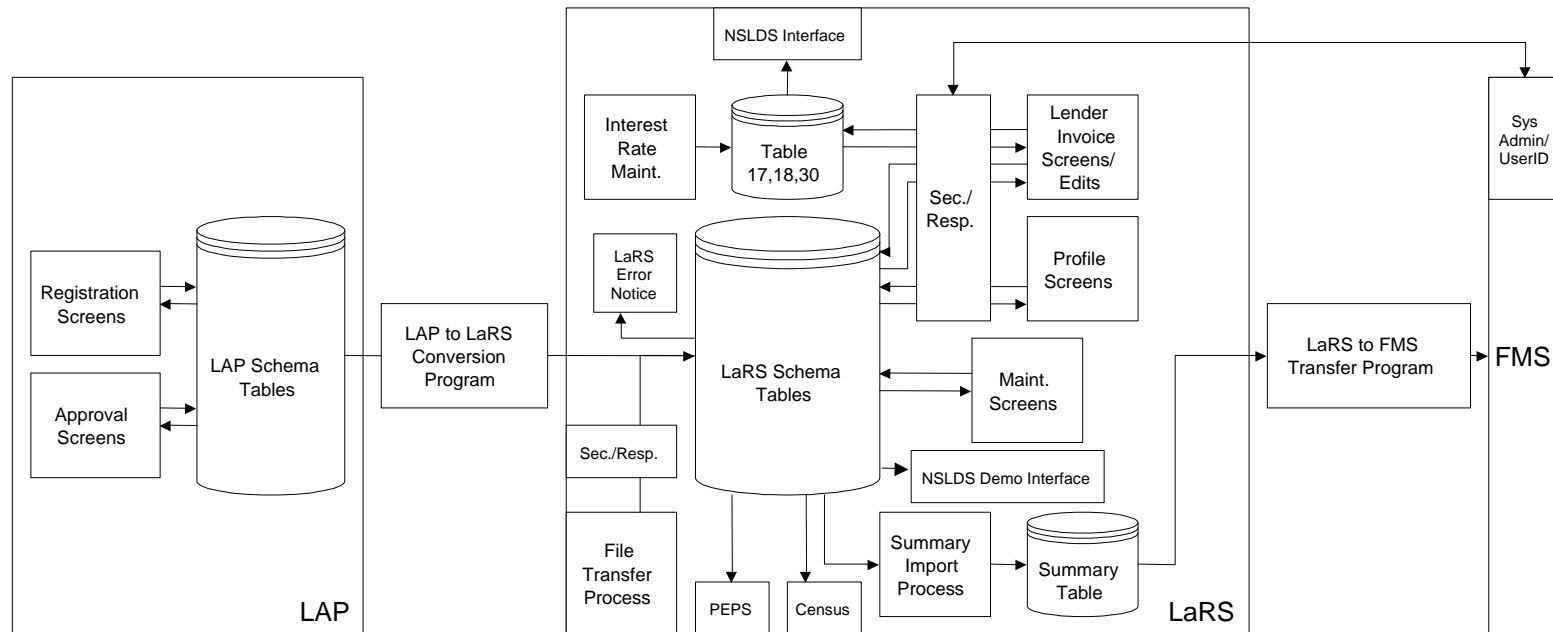 NSLDS Interface
Interest
Rate
Maint.
Table
17,18,30
Lender
Invoice
Screens/
Edits
Sys
Admin/
UserID
Sec./
Resp.
LaRS
Error
Notice
Profile
Screens
Registration
Screens
LAP Schema
Tables
LAP to LaRS
Conversion
Program
LaRS Schema
Tables
LaRS to FMS
Transfer Program
FMS
Maint.
Screens
Approval
Screens
Sec./Resp.
NSLDS Demo Interface
File
Transfer
Process
Summary
Import
Process
Summary
Table
LAP
PEPS
Census
LaRS